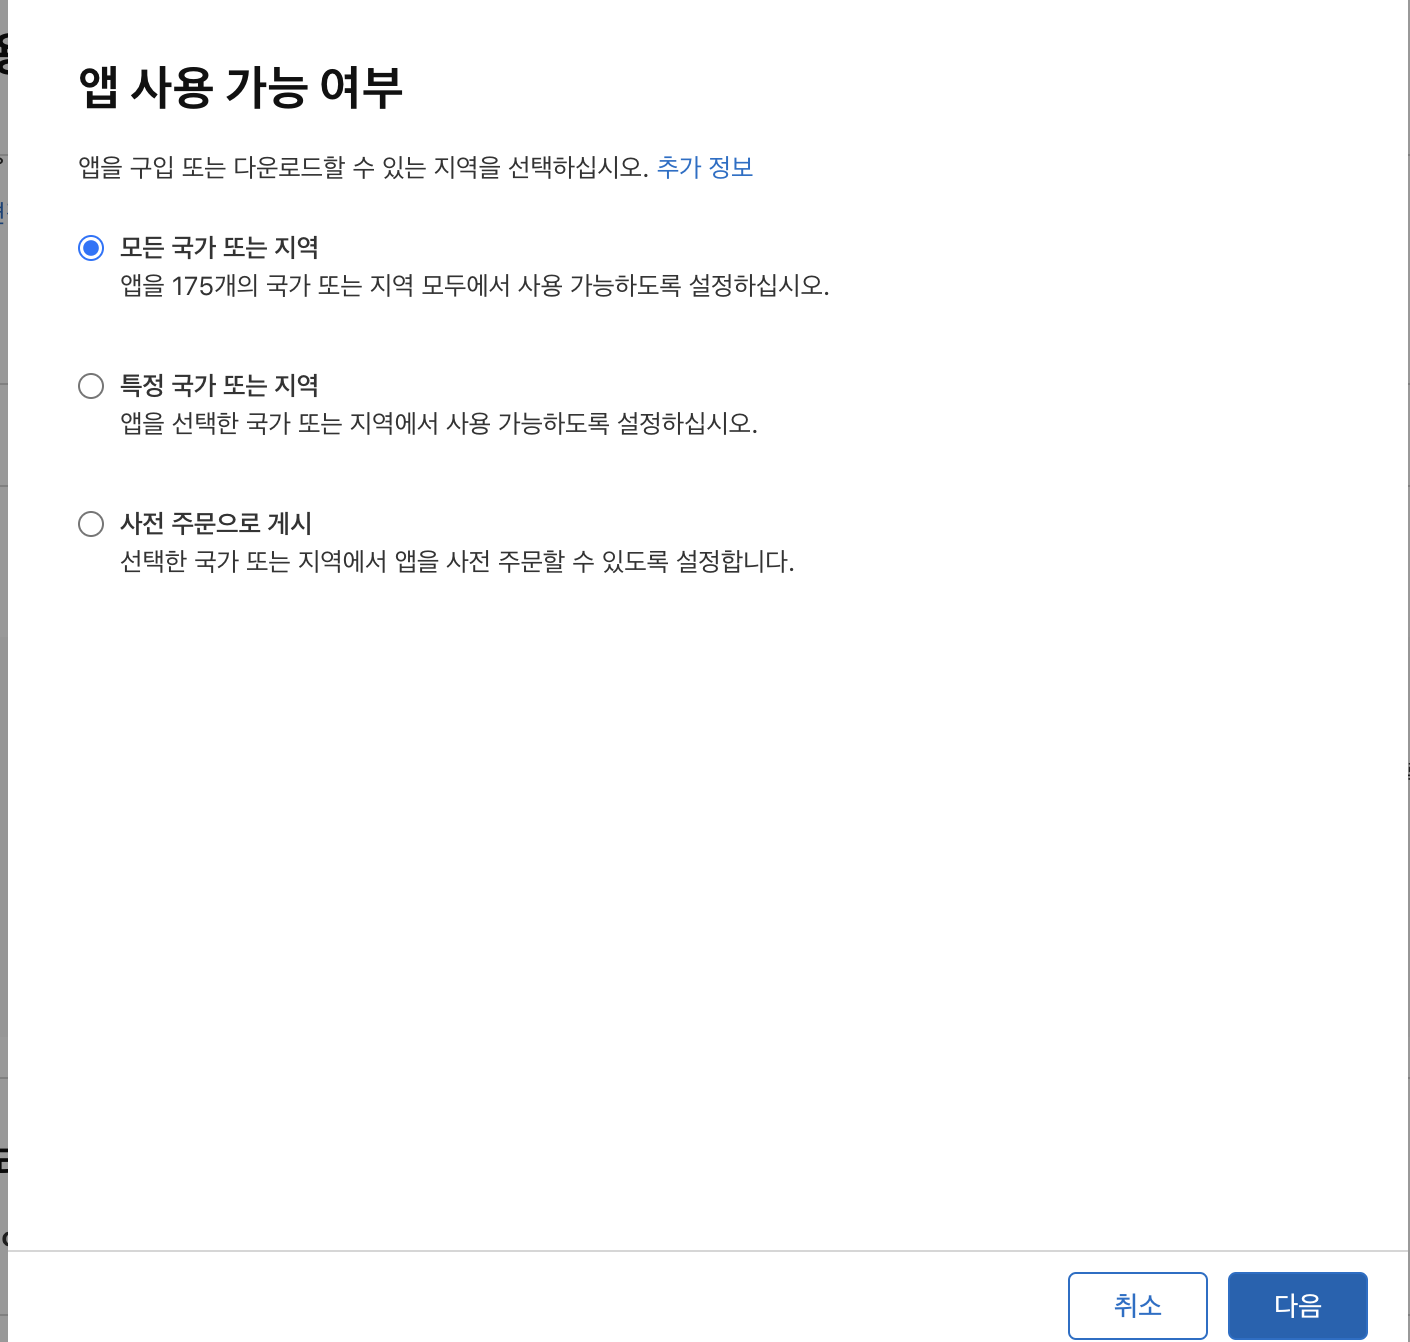 앱 사용 가능 여부
앱을 구입 또는 다운로드할 수 있는 지역을 선택하십시오. 추가 정보
모든 국가 또는 지역
앱을 175개의 국가 또는 지역 모두에서 사용 가능하도록 설정하십시오.
특정 국가 또는 지역
앱을 선택한 국가 또는 지역에서 사용 가능하도록 설정하십시오.
사전 주문으로 게시
선택한 국가 또는 지역에서 앱을 사전 주문할 수 있도록 설정합니다.
취소
다음